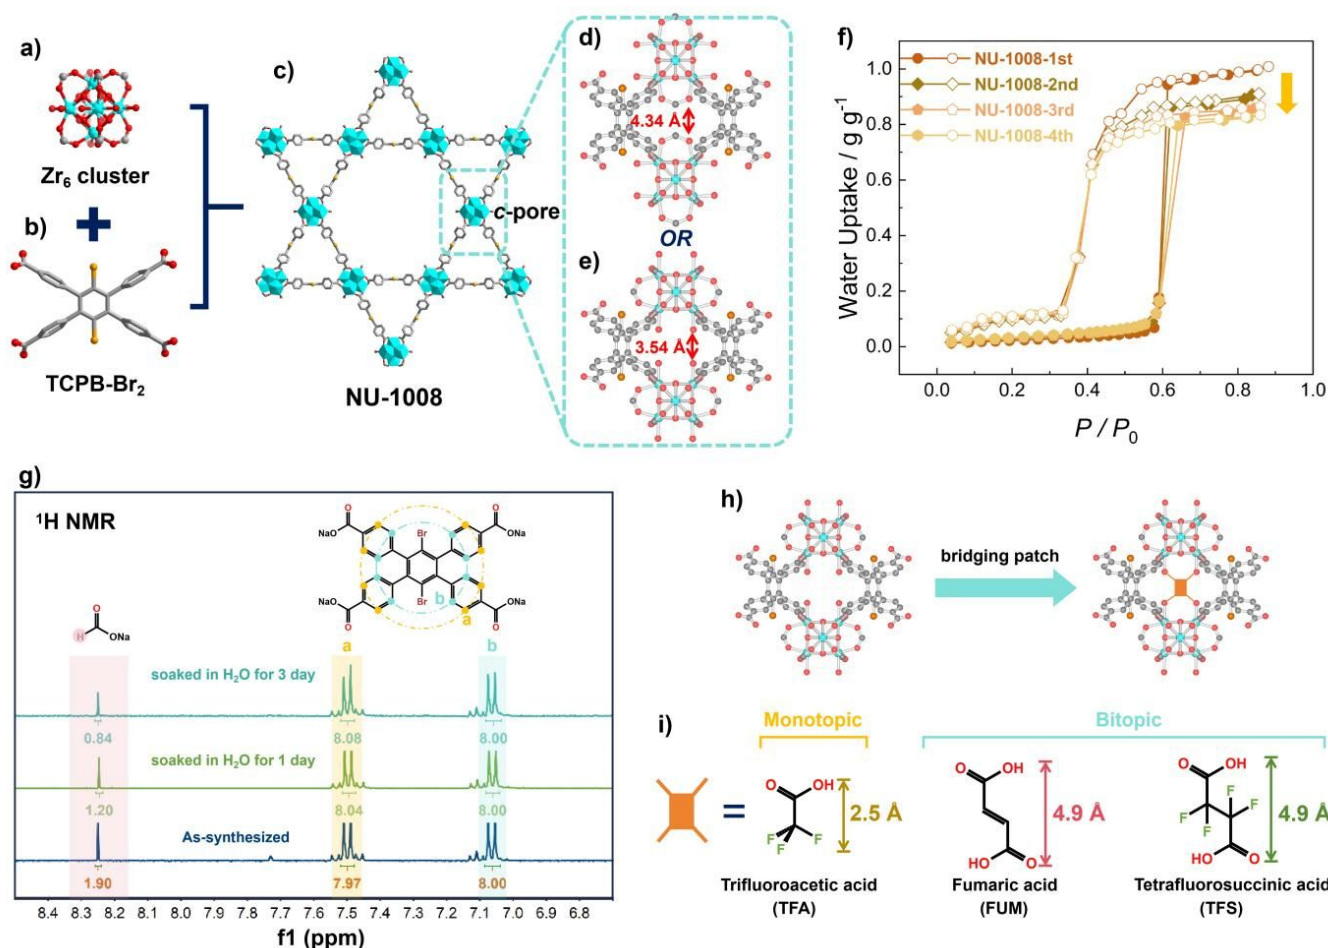 a)
Zr6 cluster
b)
TCPB-Br2
c)
c-pore
NU-1008
d)
4.34 Å
OR
e)
3.54 Å
f)
NU-1008-1st
NU-1008-2nd
NU-1008-3rd
NU-1008-4th
Water Uptake / g g-1
1.0
0.8
0.6
0.4
0.2
0.0
0.0 0.2 0.4 0.6 0.8 1.0
P / P0
g)
1H NMR
O
H
ONa
O
NaO
Br
O
ONa
b
NaO
O
Br
a
ONa
O
a
b
soaked in H2O for 3 day
0.84 8.08 8.00
soaked in H2O for 1 day
1.20 8.04 8.00
As-synthesized
1.90 7.97 8.00
8.4 8.3 8.2 8.1 8.0 7.9 7.8 7.7 7.6 7.5 7.4 7.3 7.2 7.1 7.0 6.9 6.8
f1 (ppm)
h)
bridging patch
i)
Monotopic
Bitopic
=
O OH
F F
F
2.5 Å
Trifluoroacetic acid
(TFA)
O OH
HO O
4.9 Å
Fumaric acid
(FUM)
O OH
F F
F F
HO O
4.9 Å
Tetrafluorosuccinic acid
(TFS)